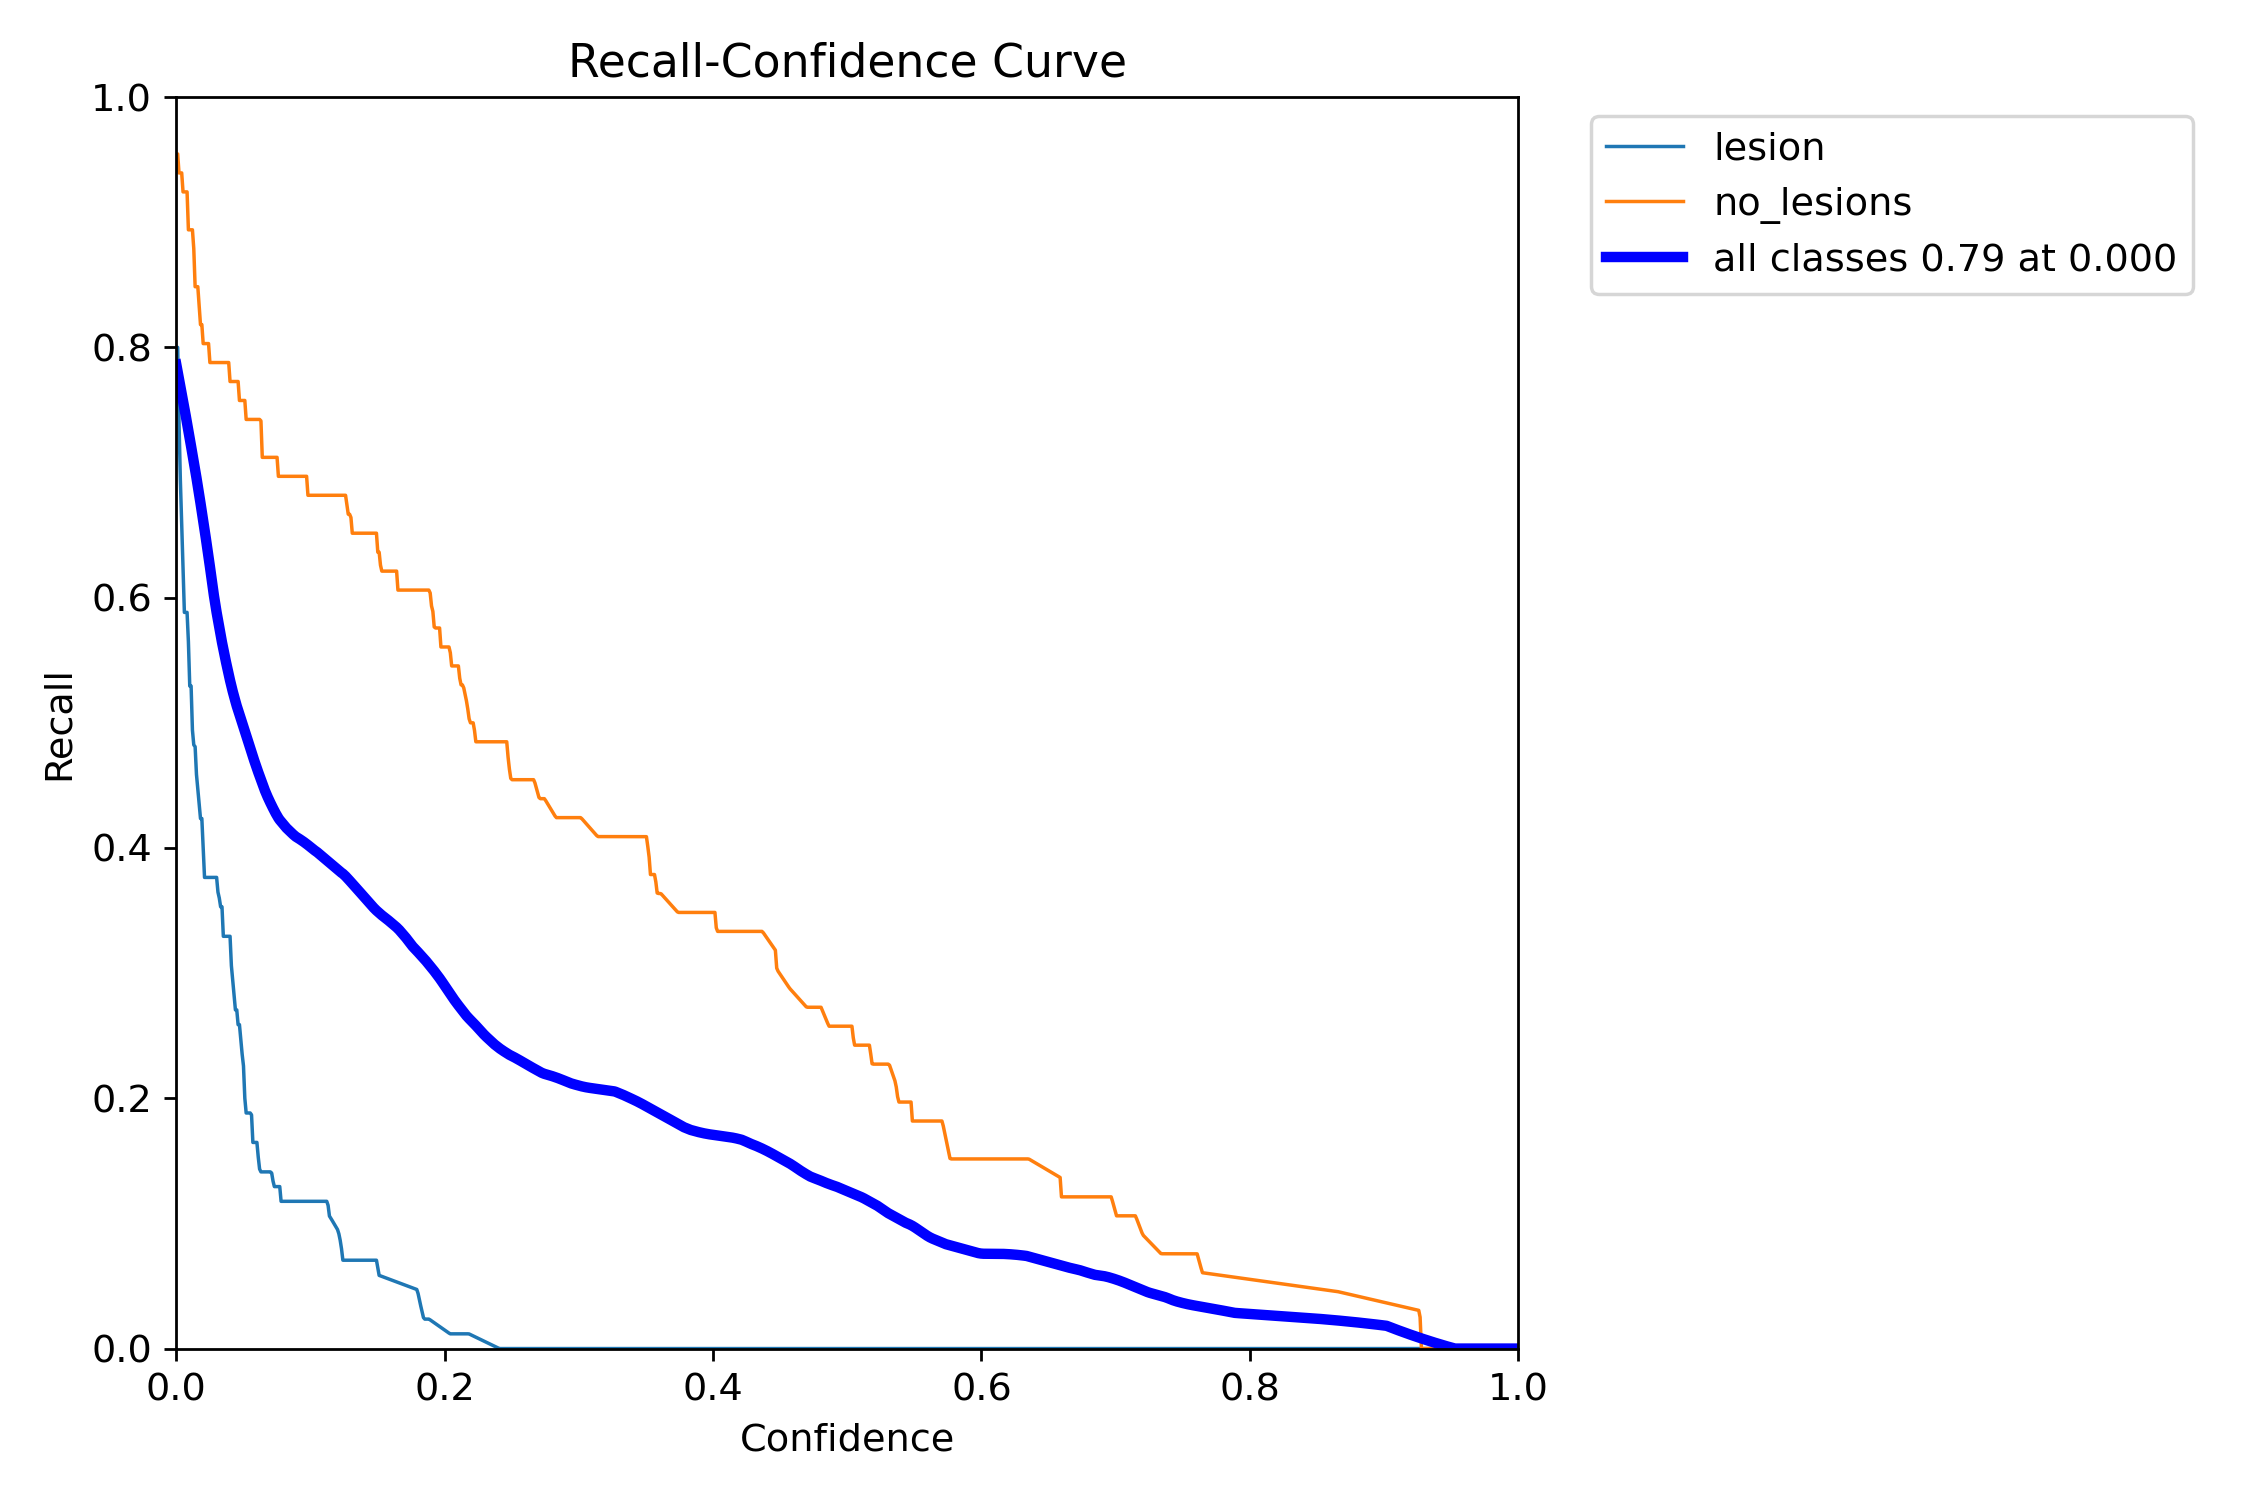 Recall-Confidence Curve
1.0
0.8
0.6
0.4
0.2
0.0
Recall
0.0 0.2 0.4 0.6 0.8 1.0
Confidence
lesion
no_lesions
all classes 0.79 at 0.000